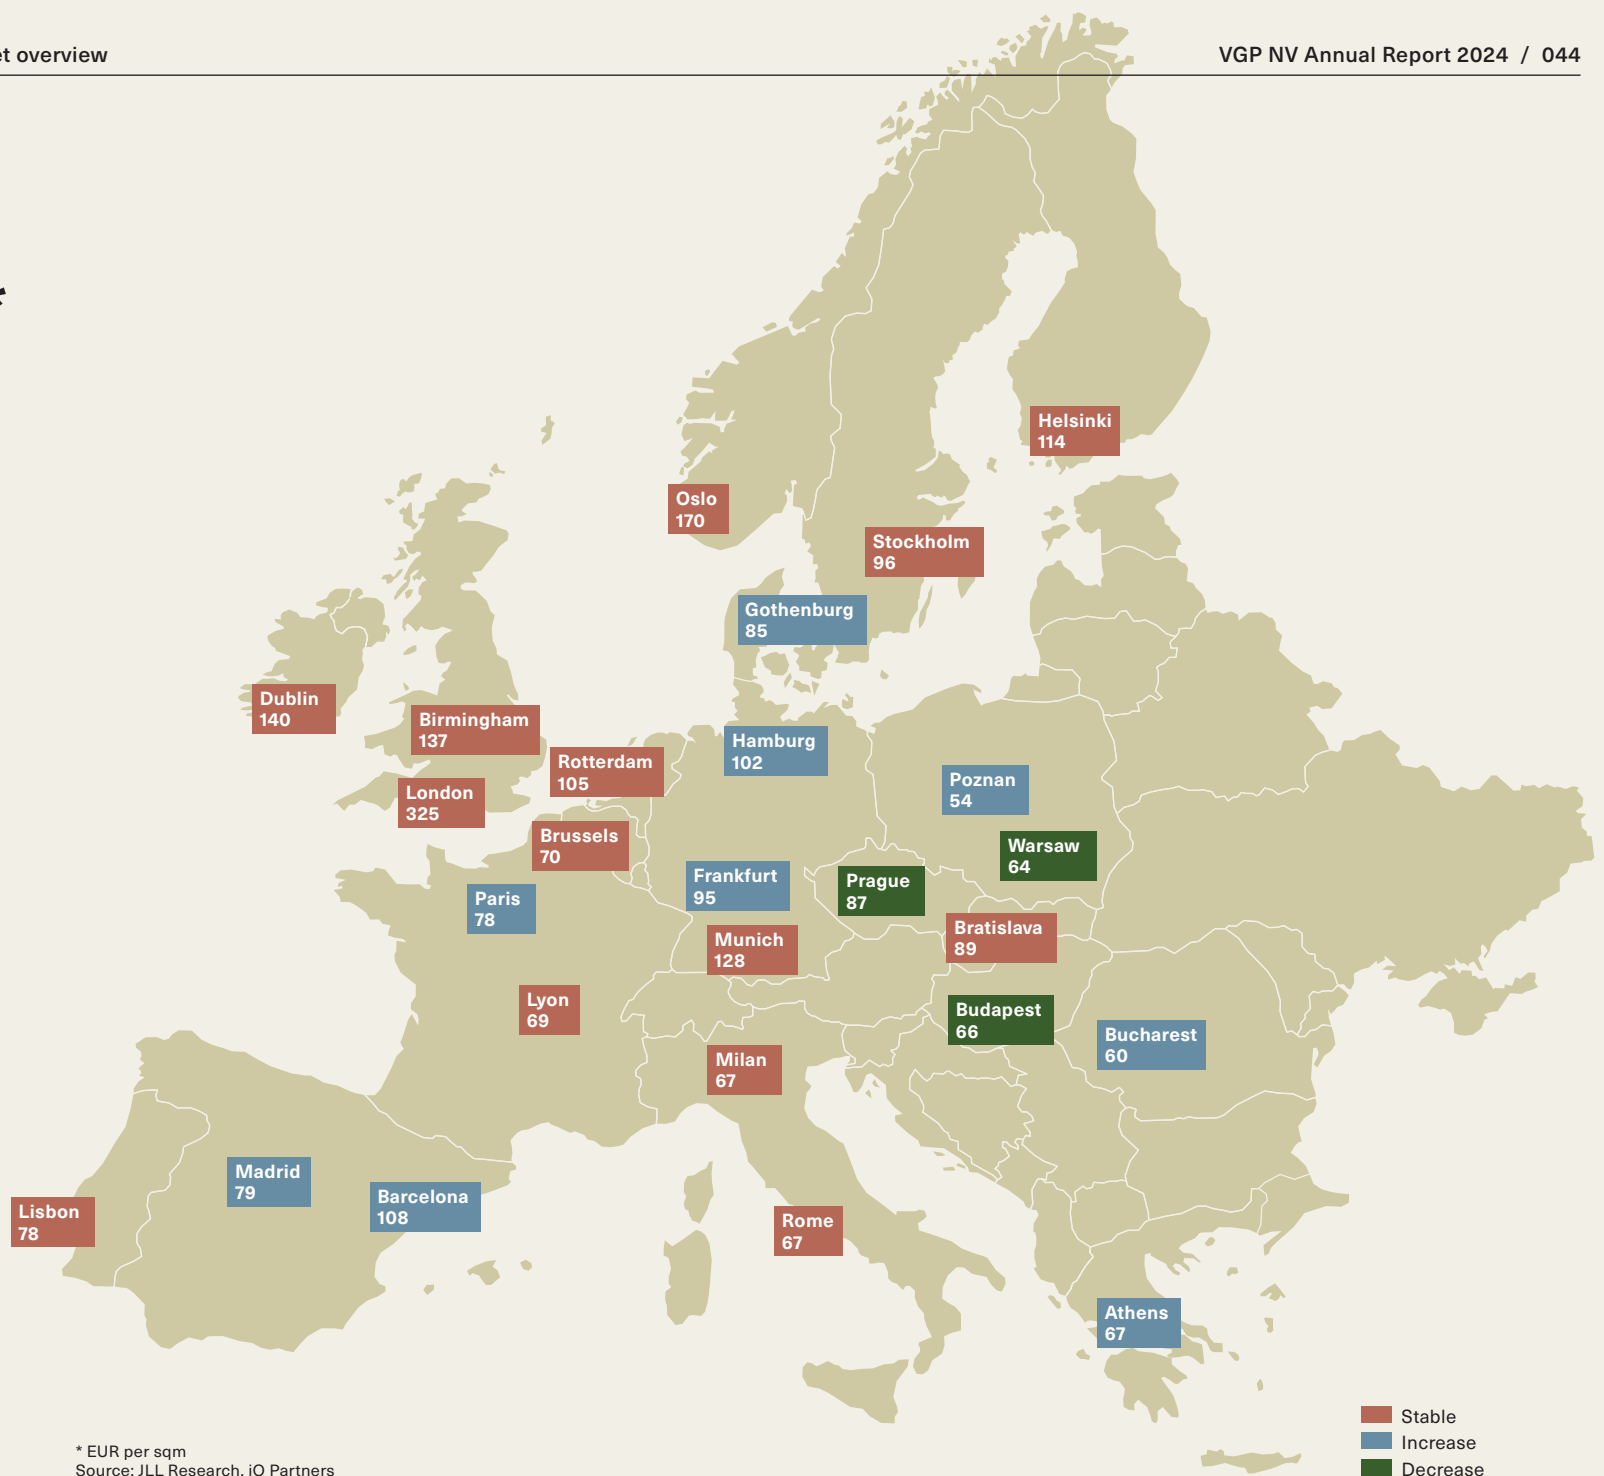 et overview
VGP NV Annual Report 2024 / 044
*
Helsinki
114
Oslo
170
Stockholm
96
Gothenburg
85
Dublin
140
Birmingham
137
Hamburg
102
Rotterdam
105
London
325
Poznan
54
Brussels
70
Warsaw
64
Frankfurt
95
Prague
87
Paris
78
Munich
128
Bratislava
89
Lyon
69
Budapest
66
Bucharest
60
Milan
67
Madrid
79
Barcelona
108
Lisbon
78
Rome
67
Athens
67
Stable
Increase
Decrease
* EUR per sqm
Source: JLL Research, iO Partners